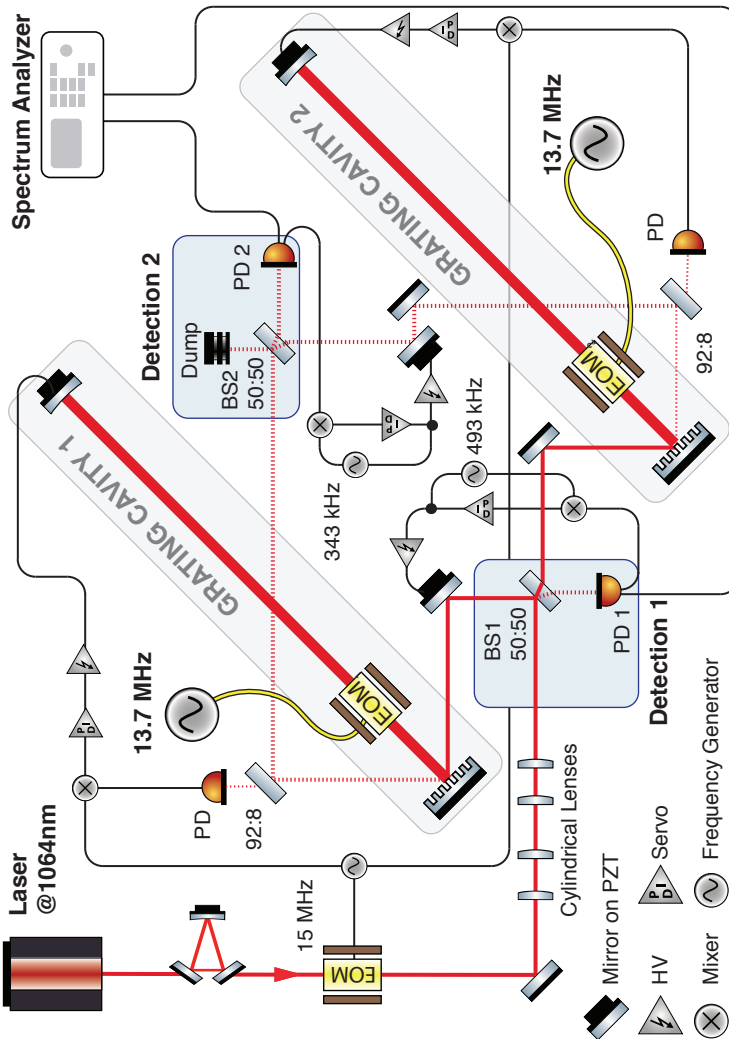 Spectrum Analyzer
Laser
@1064nm
15 MHz
EOM
PD
92:8
13.7 MHz
EOM
GRATING CAVITY 1
P
I
D
Detection 2
Dump
BS2
50:50
PD 2
343 kHz
P
I
D
493 kHz
P
I
D
GRATING CAVITY 2
13.7 MHz
EOM
PD
92:8
P
I
D
BS1
50:50
PD 1
Detection 1
Cylindrical Lenses
Mirror on PZT
HV
P
I
D
Servo
Mixer
Frequency Generator